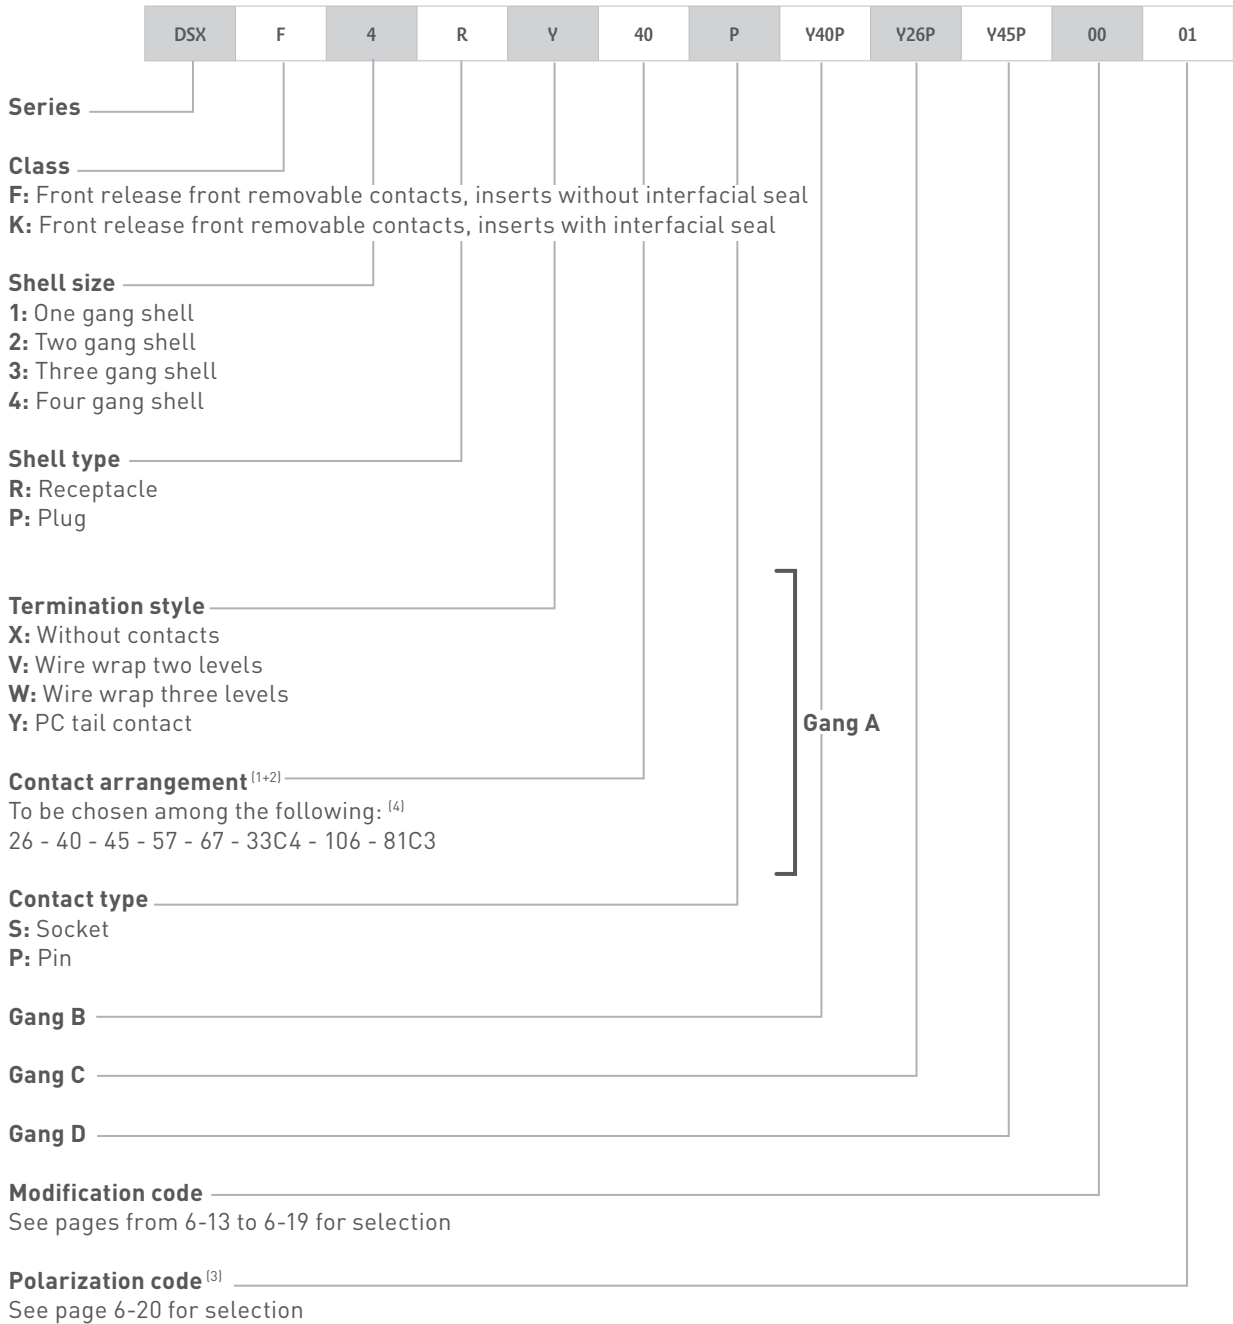 DSX F 4 R Y 40 P Y40P Y26P Y45P 00 01
Series
Class
F: Front release front removable contacts, inserts without interfacial seal
K: Front release front removable contacts, inserts with interfacial seal
Shell size
1: One gang shell
2: Two gang shell
3: Three gang shell
4: Four gang shell
Shell type
R: Receptacle
P: Plug
Termination style
X: Without contacts
V: Wire wrap two levels
W: Wire wrap three levels
Y: PC tail contact
Gang A
Contact arrangement (1+2)
To be chosen among the following: (4)
26 - 40 - 45 - 57 - 67 - 33C4 - 106 - 81C3
Contact type
S: Socket
P: Pin
Gang B
Gang C
Gang D
Modification code
See pages from 6-13 to 6-19 for selection
Polarization code (3)
See page 6-20 for selection